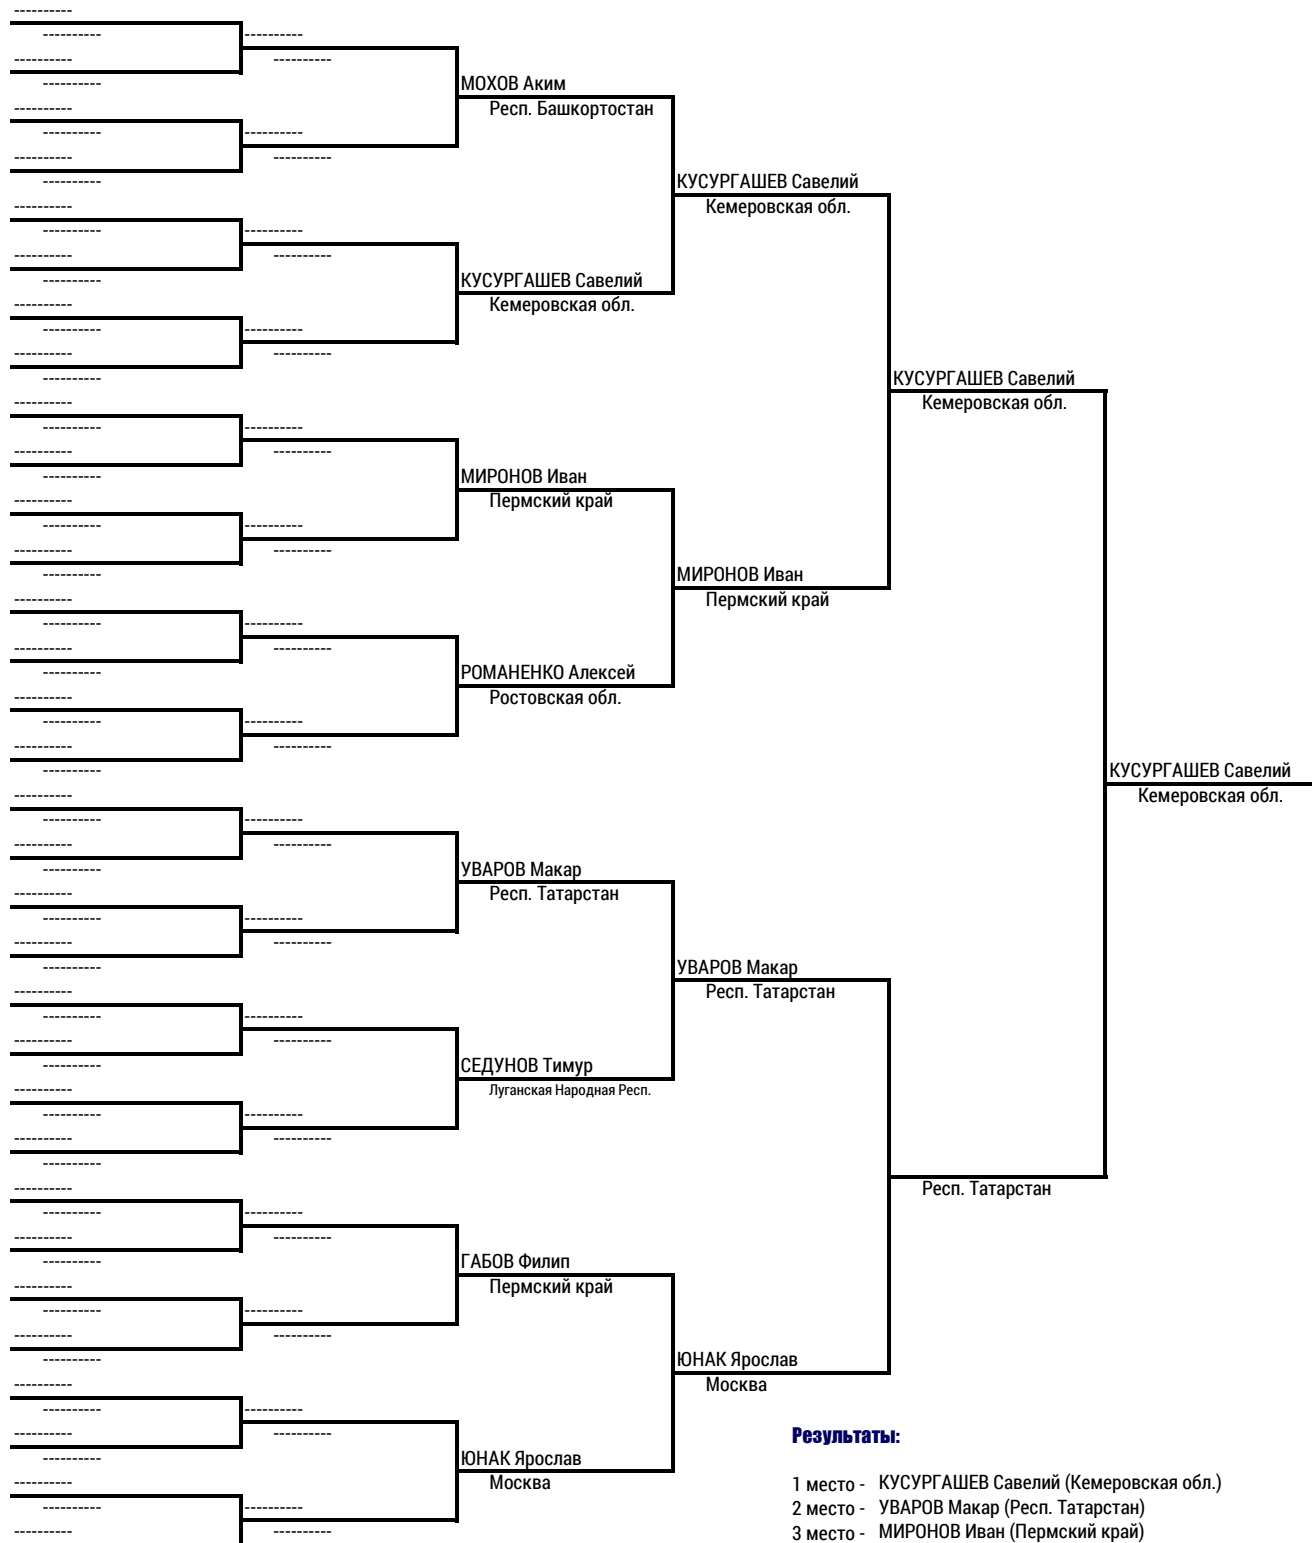 МОХОВ Аким
Респ. Башкортостан
КУСУРГАШЕВ Савелий
Кемеровская обл.
КУСУРГАШЕВ Савелий
Кемеровская обл.
КУСУРГАШЕВ Савелий
Кемеровская обл.
МИРОНОВ Иван
Пермский край
МИРОНОВ Иван
Пермский край
РОМАНЕНКО Алексей
Ростовская обл.
КУСУРГАШЕВ Савелий
Кемеровская обл.
УВАРОВ Макар
Респ. Татарстан
УВАРОВ Макар
Респ. Татарстан
СЕДУНОВ Тимур
Луганская Народная Респ.
Респ. Татарстан
ГАБОВ Филип
Пермский край
ЮНАК Ярослав
Москва
ЮНАК Ярослав
Москва
Результаты:
1 место - КУСУРГАШЕВ Савелий (Кемеровская обл.)
2 место - УВАРОВ Макар (Респ. Татарстан)
3 место - МИРОНОВ Иван (Пермский край)